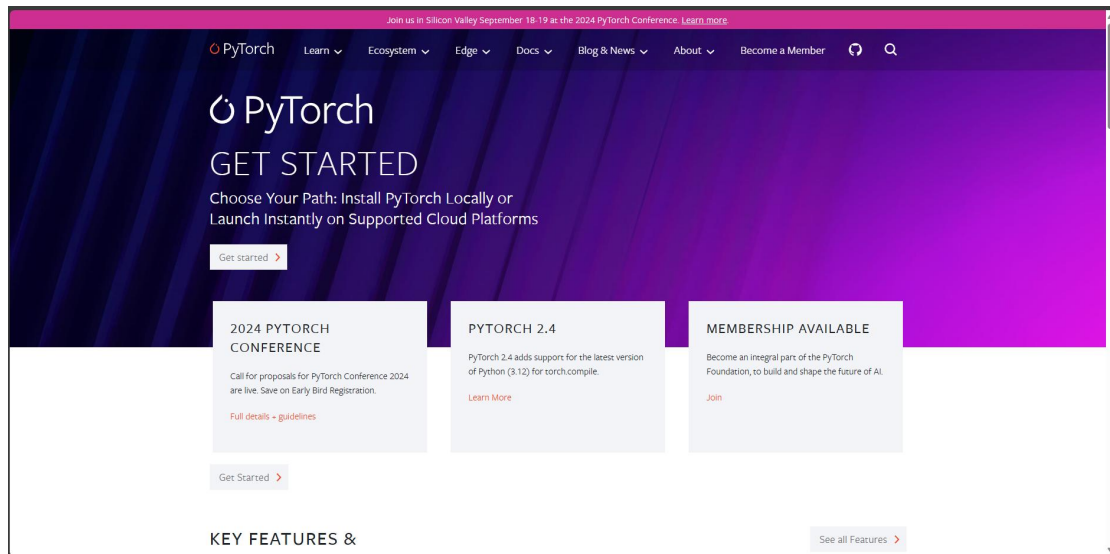 Join us in Silicon Valley September 18-19 at the 2024 PyTorch Conference. Learn more.
PyTorch Learn Ecosystem Edge Docs Blog & News About Become a Member
PyTorch
GET STARTED
Choose Your Path: Install PyTorch Locally or
Launch Instantly on Supported Cloud Platforms
Get started
2024 PYTORCH
CONFERENCE
Call for proposals for PyTorch Conference 2024
are live. Save on Early Bird Registration.
Full details + guidelines
PYTORCH 2.4
PyTorch 2.4 adds support for the latest version
of Python (3.12) for torch.compile.
Learn More
MEMBERSHIP AVAILABLE
Become an integral part of the PyTorch
Foundation, to build and shape the future of AI.
Join
Get Started
KEY FEATURES &
See all Features